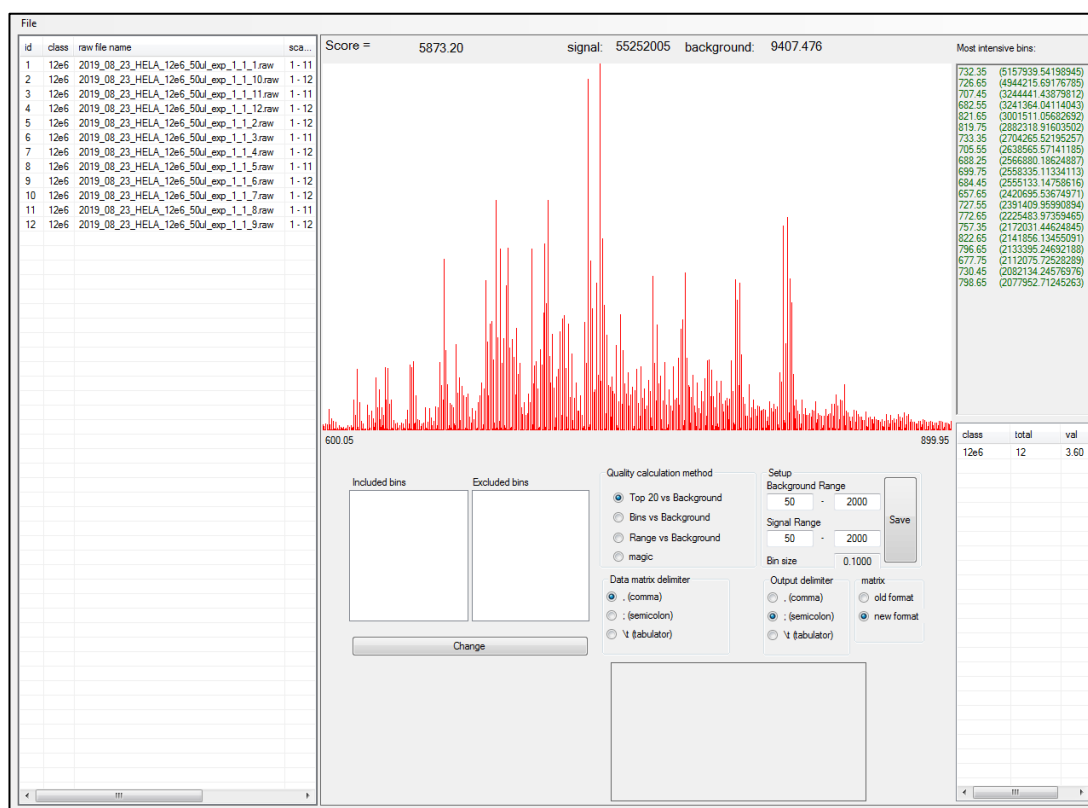 File
id class raw file name sca...
1 12e6 2019_08_23_HELA_12e6_50ul_exp_1_1_1.raw 1 - 11
2 12e6 2019_08_23_HELA_12e6_50ul_exp_1_1_10.raw 1 - 12
3 12e6 2019_08_23_HELA_12e6_50ul_exp_1_1_11.raw 1 - 11
4 12e6 2019_08_23_HELA_12e6_50ul_exp_1_1_12.raw 1 - 12
5 12e6 2019_08_23_HELA_12e6_50ul_exp_1_1_2.raw 1 - 12
6 12e6 2019_08_23_HELA_12e6_50ul_exp_1_1_3.raw 1 - 11
7 12e6 2019_08_23_HELA_12e6_50ul_exp_1_1_4.raw 1 - 12
8 12e6 2019_08_23_HELA_12e6_50ul_exp_1_1_5.raw 1 - 11
9 12e6 2019_08_23_HELA_12e6_50ul_exp_1_1_6.raw 1 - 12
10 12e6 2019_08_23_HELA_12e6_50ul_exp_1_1_7.raw 1 - 12
11 12e6 2019_08_23_HELA_12e6_50ul_exp_1_1_8.raw 1 - 11
12 12e6 2019_08_23_HELA_12e6_50ul_exp_1_1_9.raw 1 - 12
Score = 5873.20 signal: 55252005 background: 9407.476
600.05 899.95
Most intensive bins:
732.35 (5157939.54198945)
726.65 (4944215.69176785)
707.45 (3244441.43879812)
682.55 (3241364.04114043)
821.65 (3001511.05682692)
819.75 (2882318.91603502)
733.35 (2704265.52195257)
705.55 (2638565.57141185)
688.25 (2566880.18624887)
699.75 (2558335.11334113)
684.45 (2555133.14758616)
657.65 (2420695.53674971)
727.55 (2391409.95990894)
772.65 (2225483.97359465)
757.35 (2172031.44624845)
822.65 (2141856.13455091)
796.65 (2133395.24692188)
677.75 (2112075.72528289)
730.45 (2082134.24576976)
798.65 (2077952.71245263)
class total val
12e6 12 3.60
Included bins Excluded bins
Change
Quality calculation method
Top 20 vs Background
Bins vs Background
Range vs Background
magic
Setup
Background Range
50 - 2000
Signal Range
50 - 2000
Bin size 0.1000
Save
Data matrix delimiter
, (comma)
; (semicolon)
\t (tabulator)
Output delimiter
, (comma)
; (semicolon)
\t (tabulator)
matrix
old format
new format